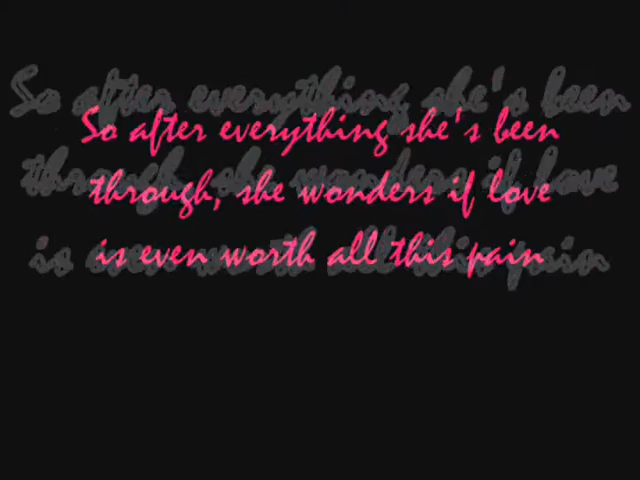 So after everything she's been
through, she wonders if love
is even worth all this pain